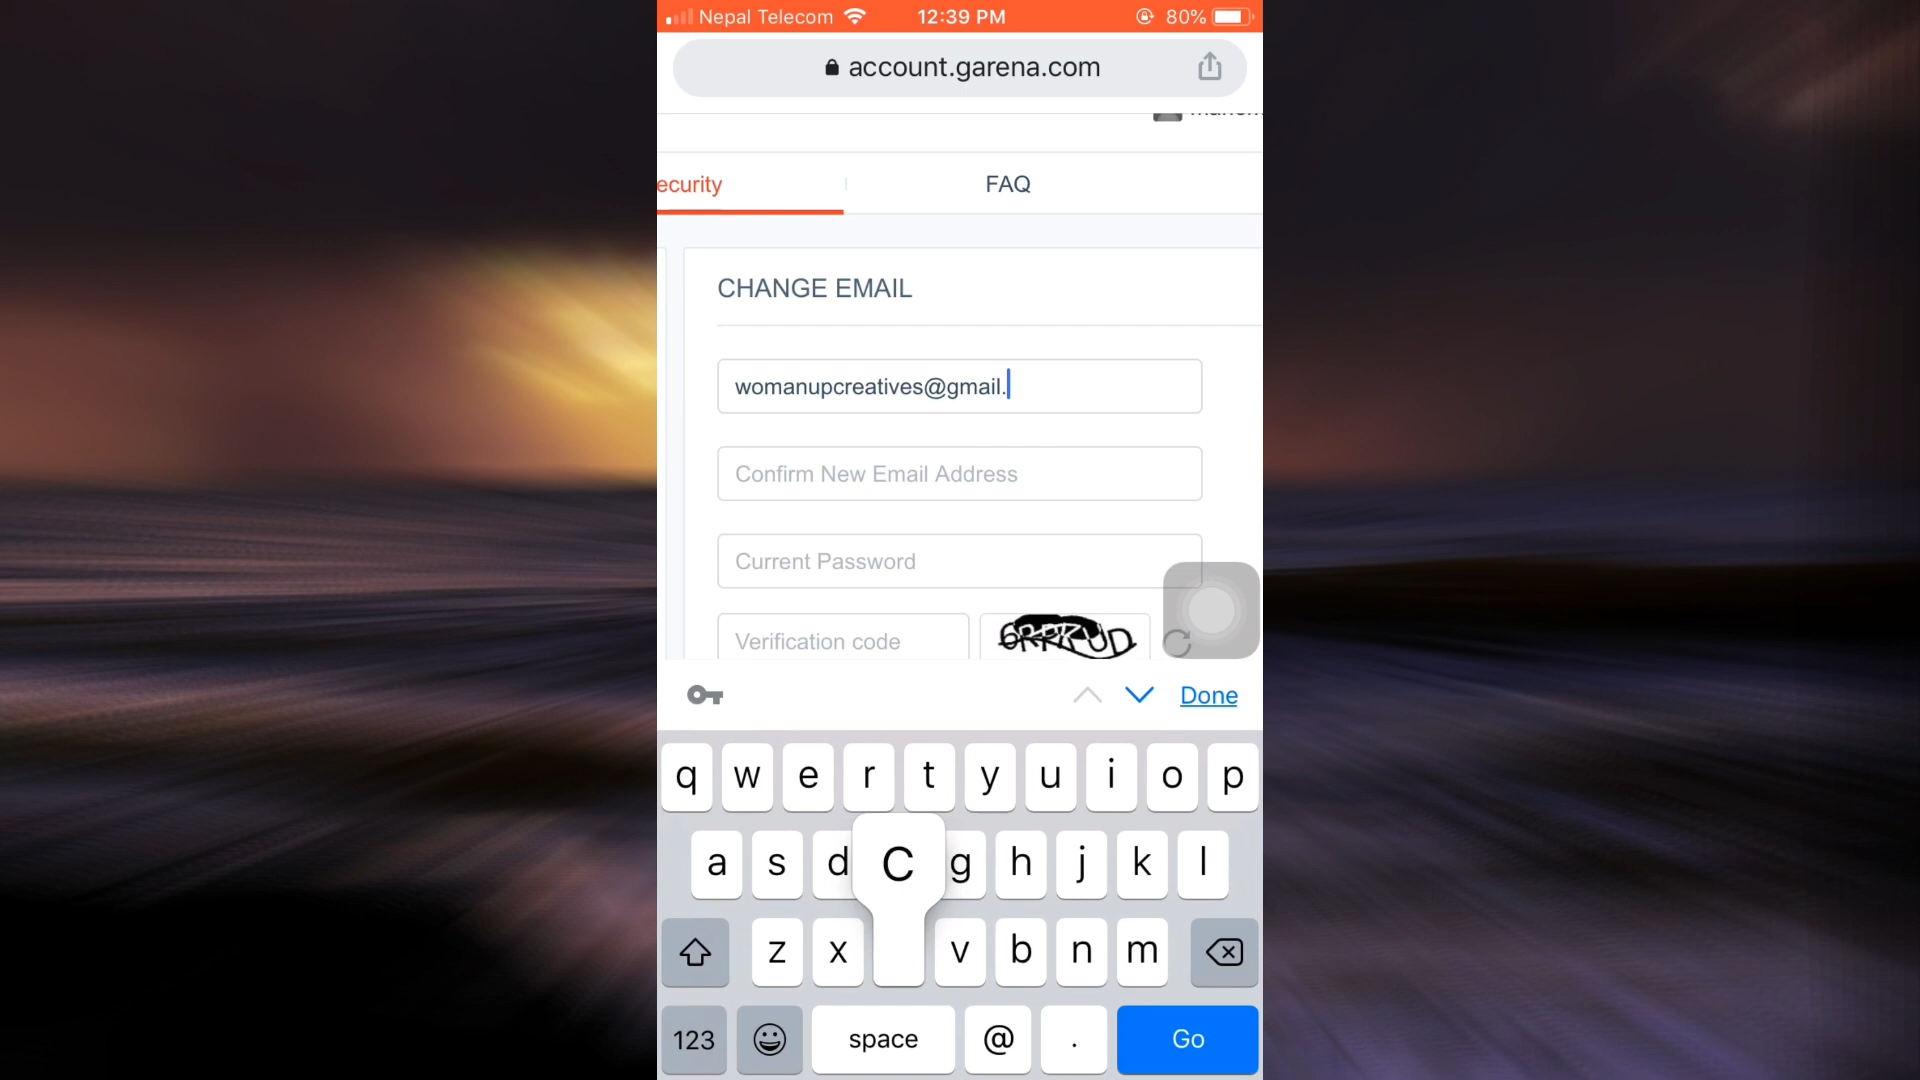 Nepal Telecom 12:39 PM 80%
account.garena.com
ecurity FAQ
CHANGE EMAIL
womanupcreatives@gmail.
Confirm New Email Address
Current Password
Verification code
Done
q w e r t y u i o p
a s d C g h j k l
z x v b n m
123 space @ . Go